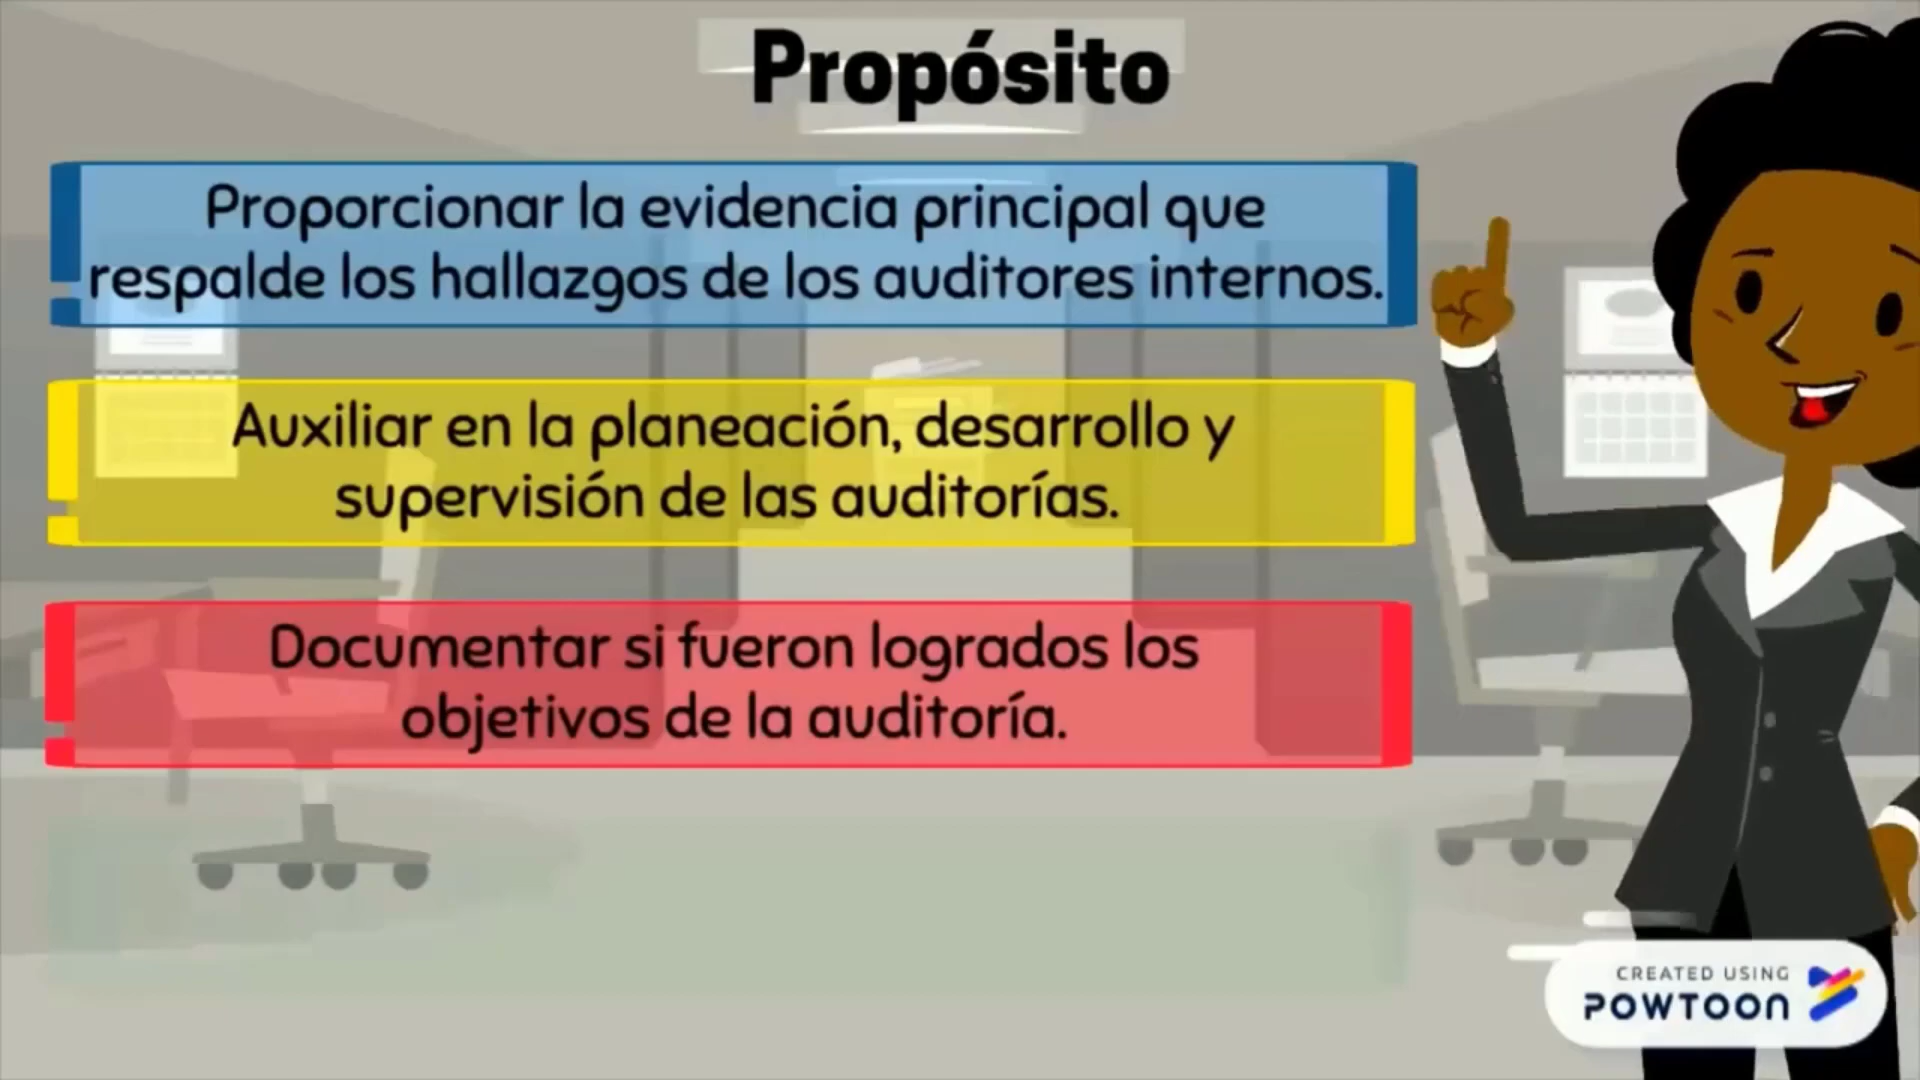 Propósito
Proporcionar la evidencia principal que
respalde los hallazgos de los auditores internos.
Auxiliar en la planeación, desarrollo y
supervisión de las auditorías.
Documentar si fueron logrados los
objetivos de la auditoría.
CREATED USING
POWTOON